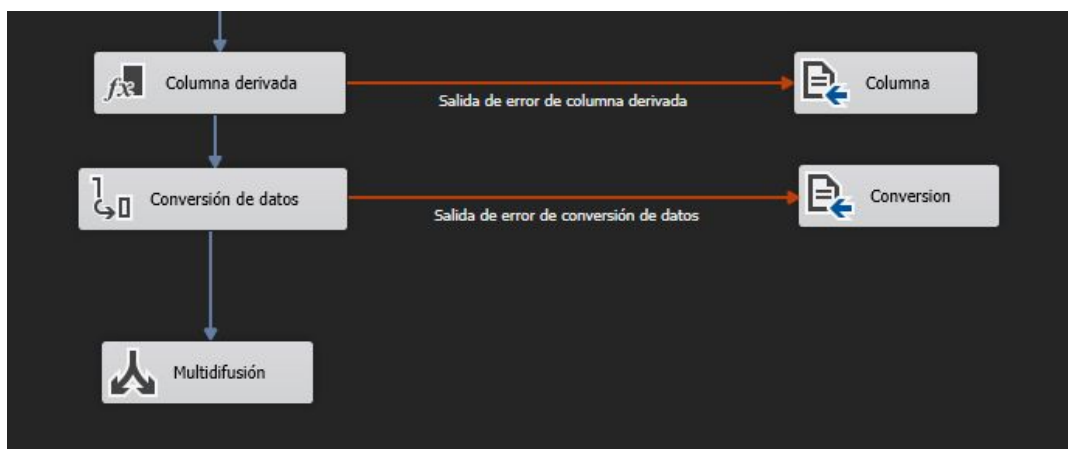 Columna derivada
Salida de error de columna derivada
Columna
Conversión de datos
Salida de error de conversión de datos
Conversion
Multidifusión